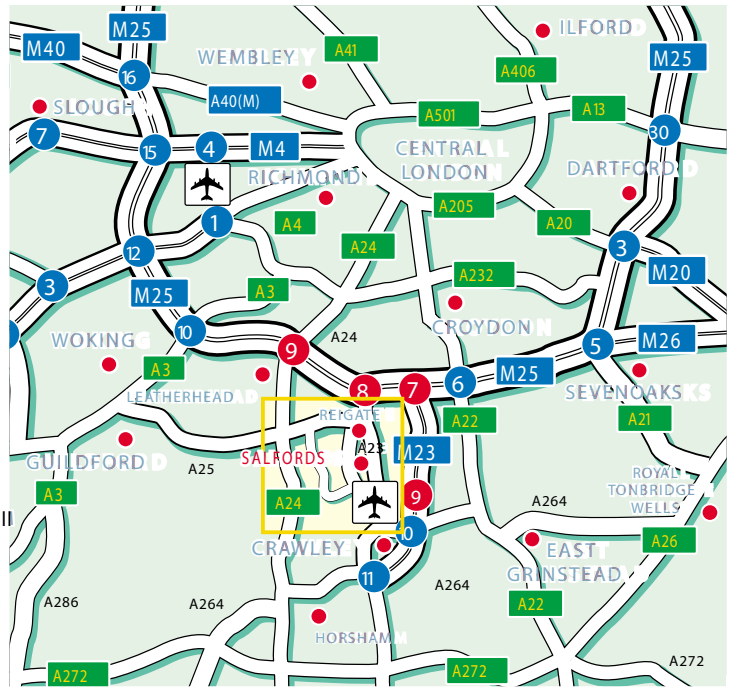 M25
M40
WEMBLEY
A41
ILFORD
M25
16
A406
SLOUGH
A40(M)
A501
A13
7
15
4
M4
30
CENTRAL
LONDON
RICHMOND
DARTFORD
A205
1
A4
A20
A24
12
3
M20
A232
3
M25
A3
10
CROYDON
A24
WOKING
9
5
M26
A3
M25
6
8
7
LEATHERHEAD
SEVENOAKS
REIGATE
A22
A21
A23
M23
SALFORDS
GUILDFORD
A25
ROYAL
TONBRIDGE
WELLS
A3
A24
9
A264
10
A26
CRAWLEY
EAST
GRINSTEAD
11
A264
A286
A264
A22
HORSHAM
A272
A272
A272